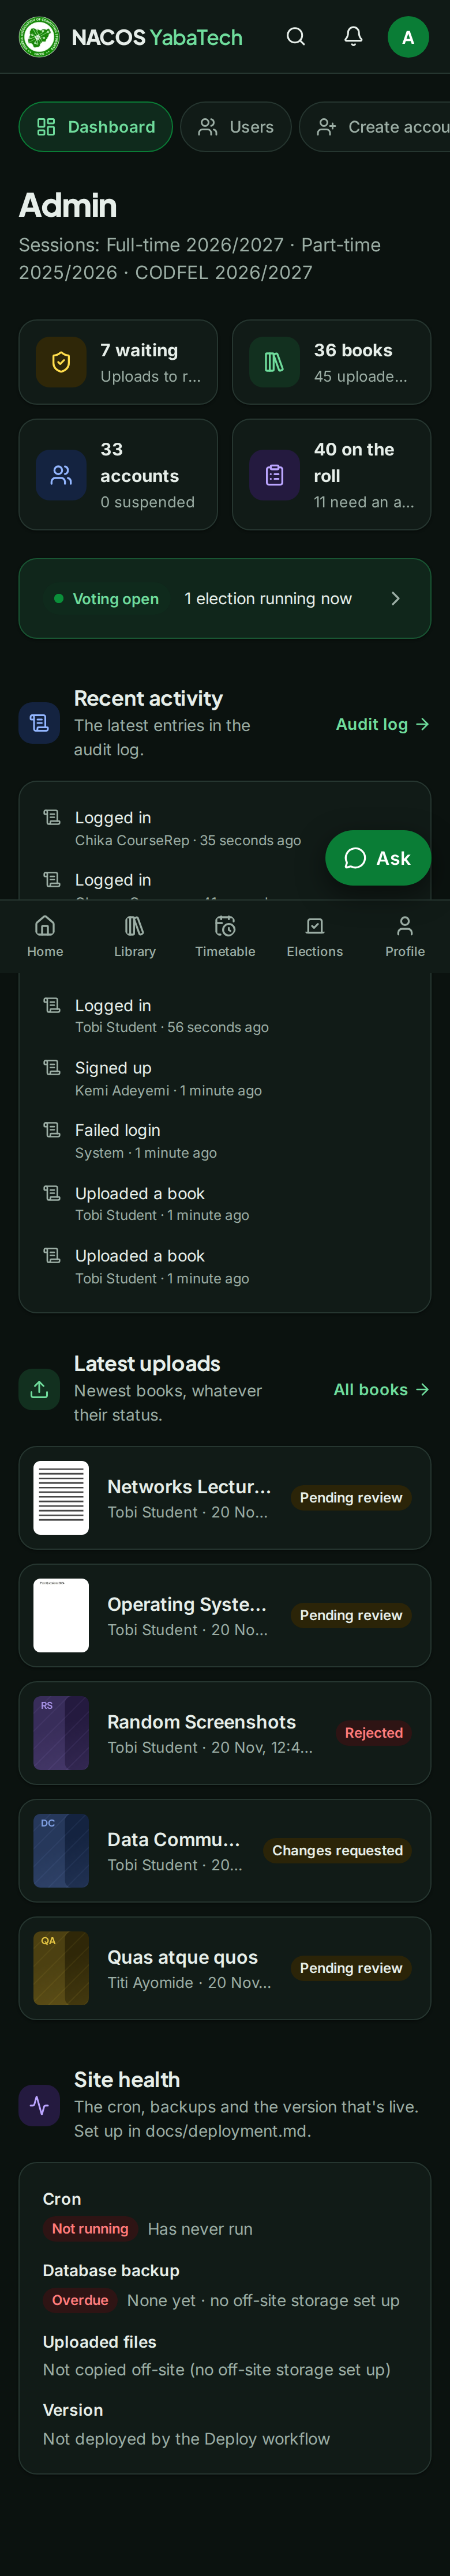 NACOS YabaTech
A
Dashboard
Users
Create accou
Admin
Sessions: Full-time 2026/2027 · Part-time
2025/2026 · CODFEL 2026/2027
7 waiting
Uploads to r...
36 books
45 uploade...
33
accounts
0 suspended
40 on the
roll
11 need an a...
Voting open
1 election running now
Recent activity
The latest entries in the
audit log.
Audit log →
Logged in
Chika CourseRep · 35 seconds ago
Ask
Logged in
Home
Library
Timetable
Elections
Profile
Logged in
Tobi Student · 56 seconds ago
Signed up
Kemi Adeyemi · 1 minute ago
Failed login
System · 1 minute ago
Uploaded a book
Tobi Student · 1 minute ago
Uploaded a book
Tobi Student · 1 minute ago
Latest uploads
Newest books, whatever
their status.
All books →
Networks Lectur...
Tobi Student · 20 No...
Pending review
Operating Syste...
Tobi Student · 20 No...
Pending review
RS
Random Screenshots
Tobi Student · 20 Nov, 12:4...
Rejected
DC
Data Commu...
Tobi Student · 20...
Changes requested
QA
Quas atque quos
Titi Ayomide · 20 Nov...
Pending review
Site health
The cron, backups and the version that's live.
Set up in docs/deployment.md.
Cron
Not running
Has never run
Database backup
Overdue
None yet · no off-site storage set up
Uploaded files
Not copied off-site (no off-site storage set up)
Version
Not deployed by the Deploy workflow